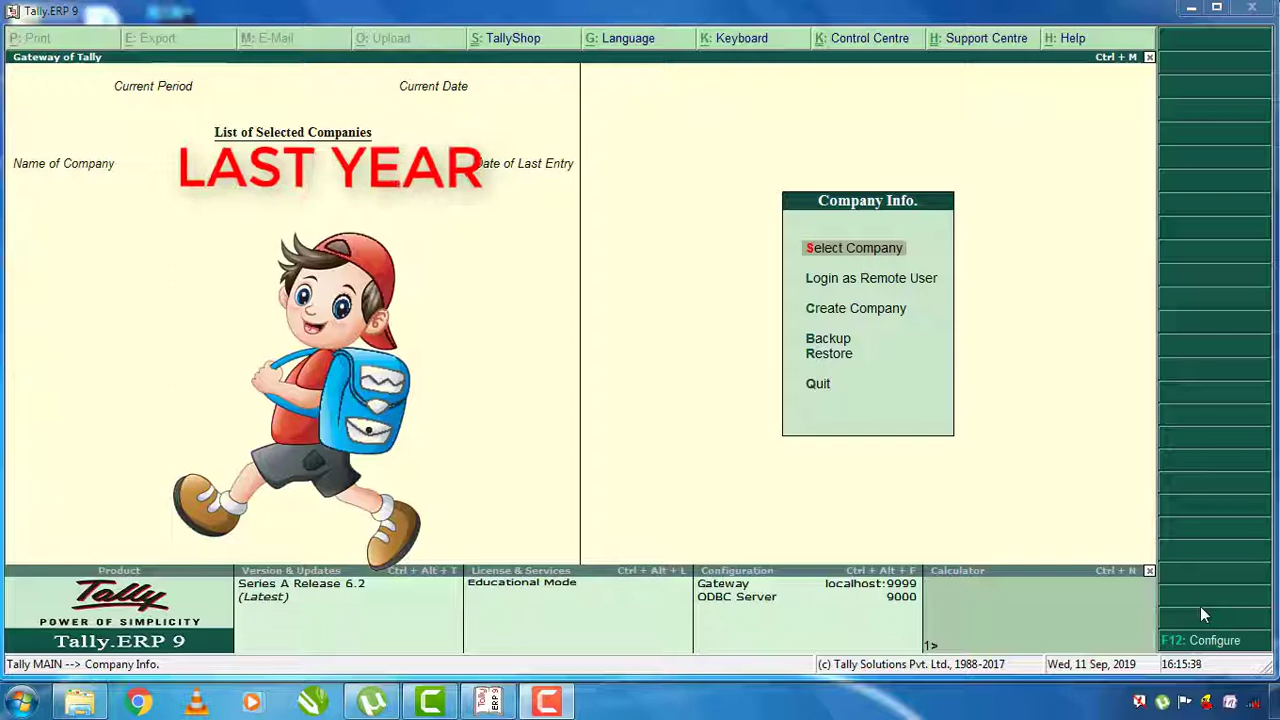 Tally.ERP 9
P: Print
E: Export
M: E-Mail
O: Upload
S: TallyShop
G: Language
K: Keyboard
K: Control Centre
H: Support Centre
H: Help
Gateway of Tally
Ctrl + M
Current Period
Current Date
List of Selected Companies
Name of Company
Date of Last Entry
LAST YEAR
Company Info.
Select Company
Login as Remote User
Create Company
Backup
Restore
Quit
Product
Tally
POWER OF SIMPLICITY
Tally.ERP 9
Version & Updates Ctrl + Alt + T
Series A Release 6.2
(Latest)
License & Services Ctrl + Alt + L
Educational Mode
Configuration Ctrl + Alt + F
Gateway localhost:9999
ODBC Server 9000
Calculator Ctrl + N
1>
F12: Configure
Tally MAIN --> Company Info.
(c) Tally Solutions Pvt. Ltd., 1988-2017
Wed, 11 Sep, 2019
16:15:38